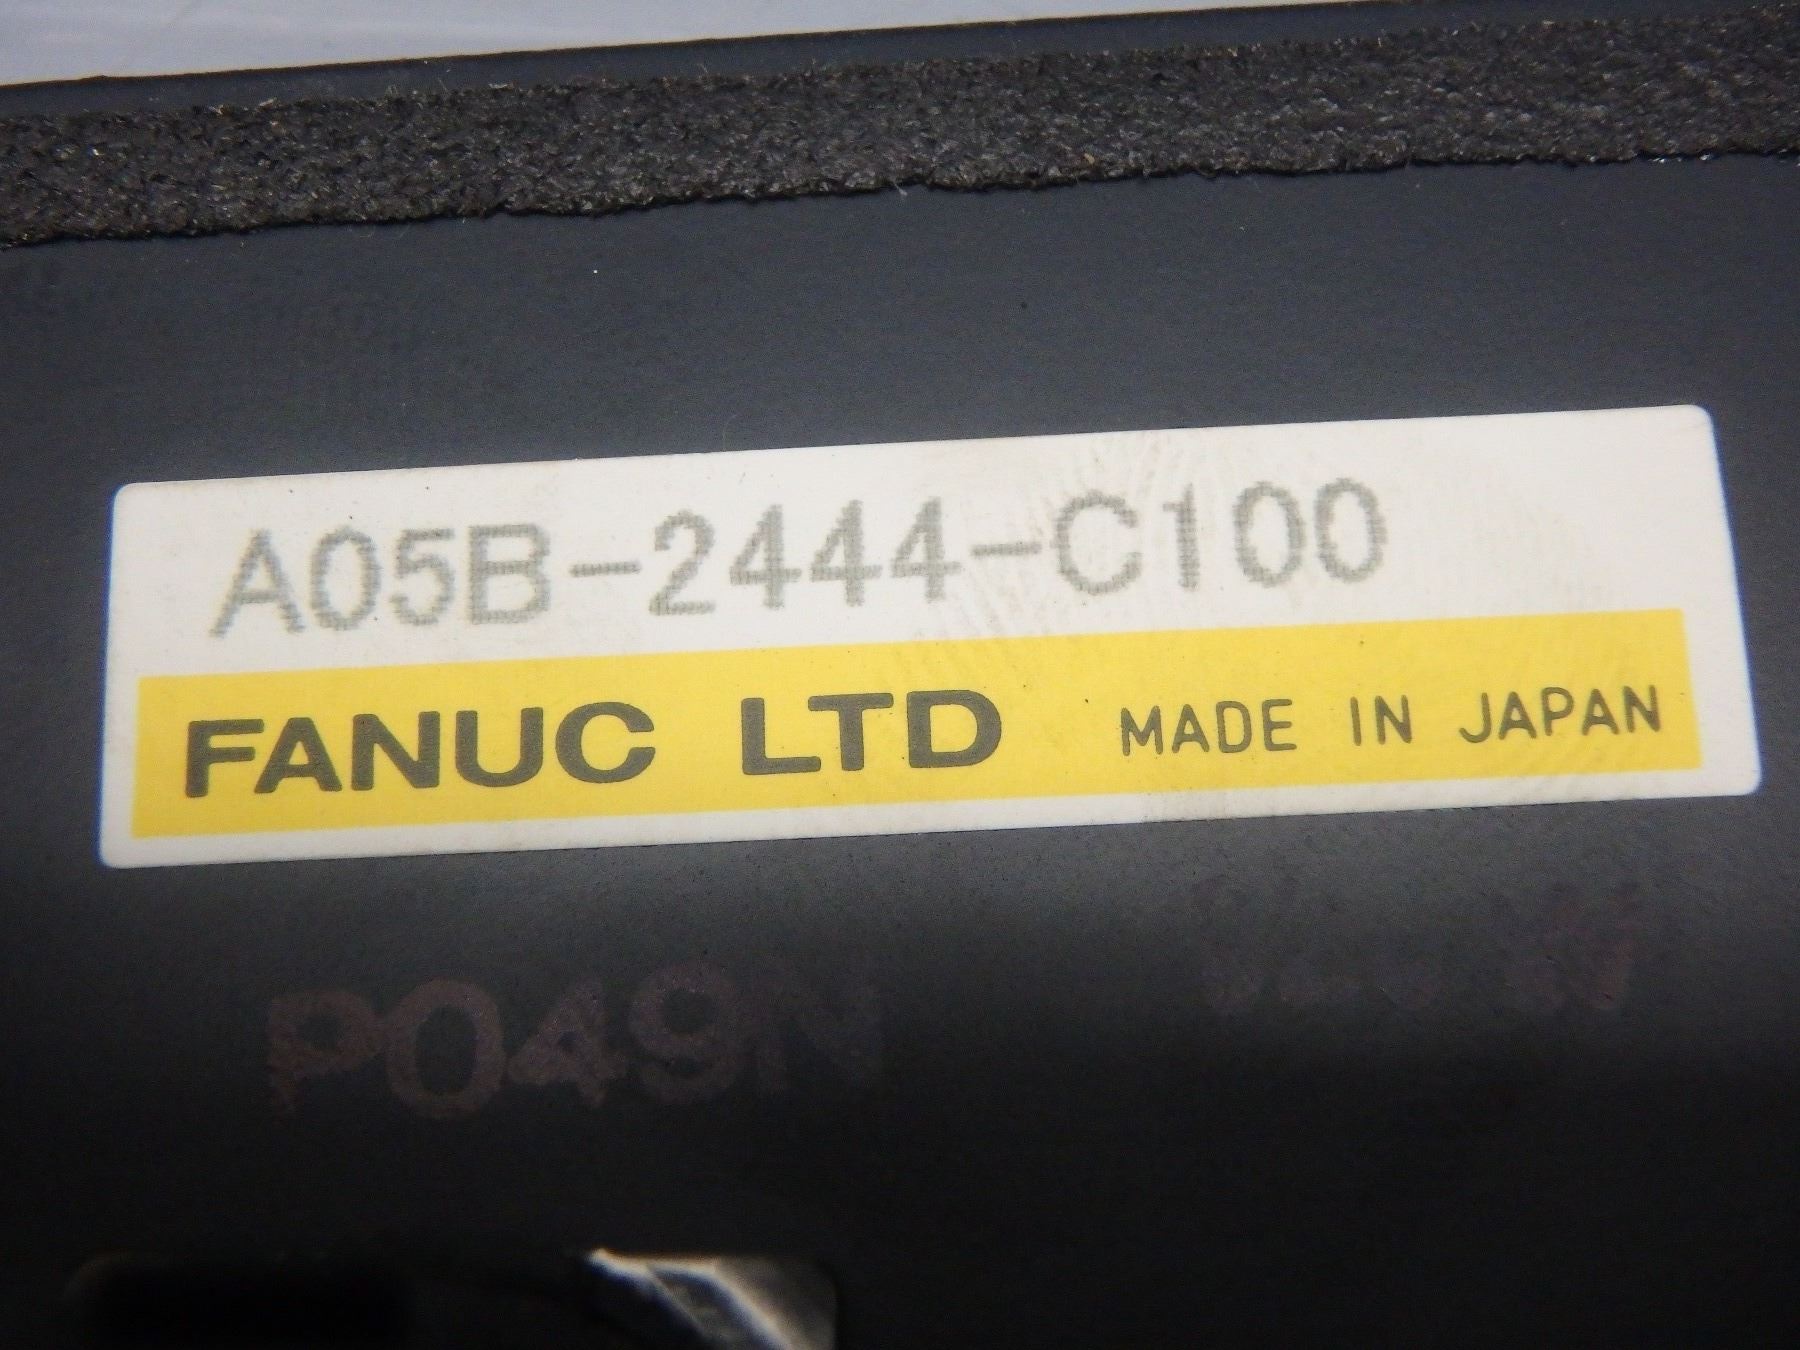 A05B-2444-C100
FANUC LTD MADE IN JAPAN
P049N